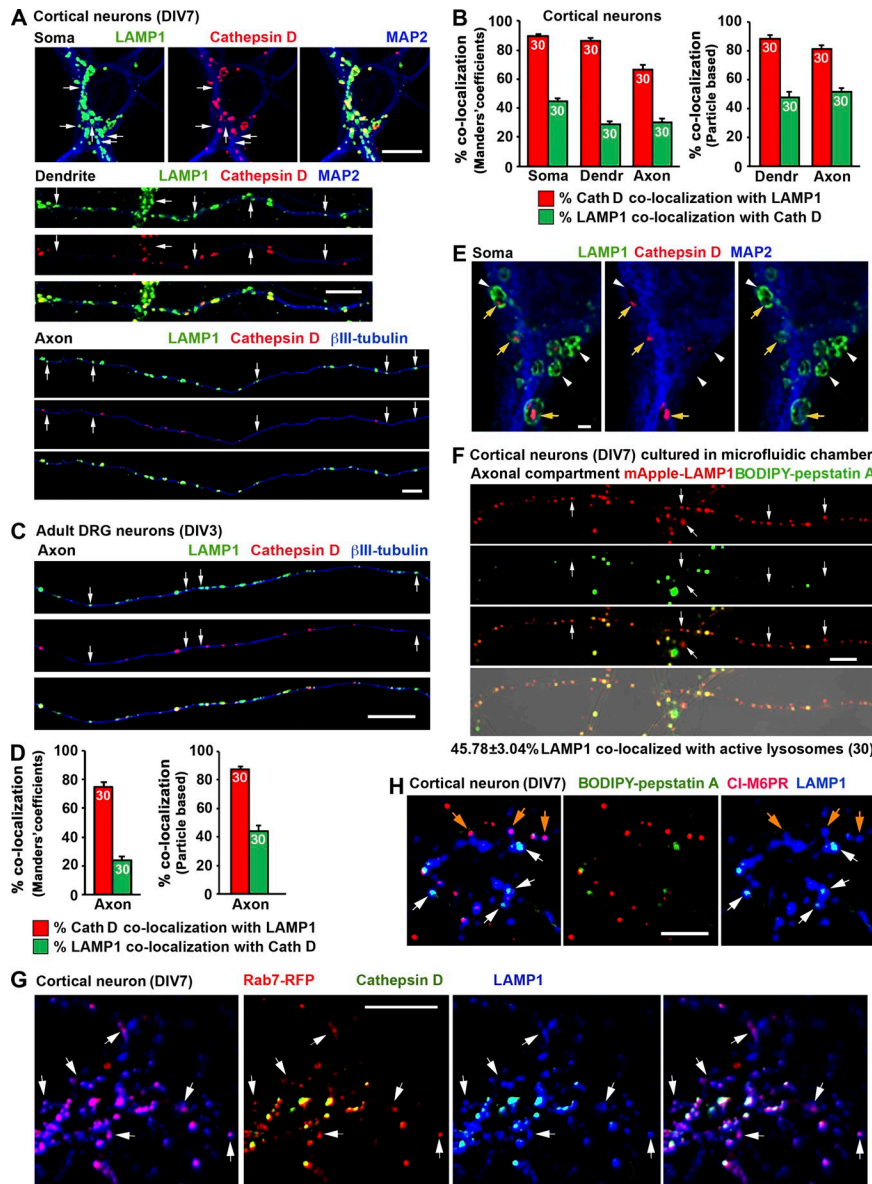 A Cortical neurons (DIV7)
Soma LAMP1 Cathepsin D MAP2
Dendrite LAMP1 Cathepsin D MAP2
Axon LAMP1 Cathepsin D βIII-tubulin
B Cortical neurons
% co-localization
(Manders' coefficients)
100
80
60
40
20
0
30
30
30
30
30
30
Soma Dendr Axon
% co-localization
(Particle based)
100
80
60
40
20
0
30
30
30
30
Dendr Axon
% Cath D co-localization with LAMP1
% LAMP1 co-localization with Cath D
C Adult DRG neurons (DIV3)
Axon LAMP1 Cathepsin D βIII-tubulin
D
% co-localization
(Manders' coefficients)
100
80
60
40
20
0
30
30
Axon
% co-localization
(Particle based)
100
80
60
40
20
0
30
30
Axon
% Cath D co-localization with LAMP1
% LAMP1 co-localization with Cath D
E Soma LAMP1 Cathepsin D MAP2
F Cortical neurons (DIV7) cultured in microfluidic chamber
Axonal compartment mApple-LAMP1 BODIPY-pepstatin A
45.78±3.04% LAMP1 co-localized with active lysosomes (30)
H Cortical neuron (DIV7) BODIPY-pepstatin A CI-M6PR LAMP1
G Cortical neuron (DIV7) Rab7-RFP Cathepsin D LAMP1